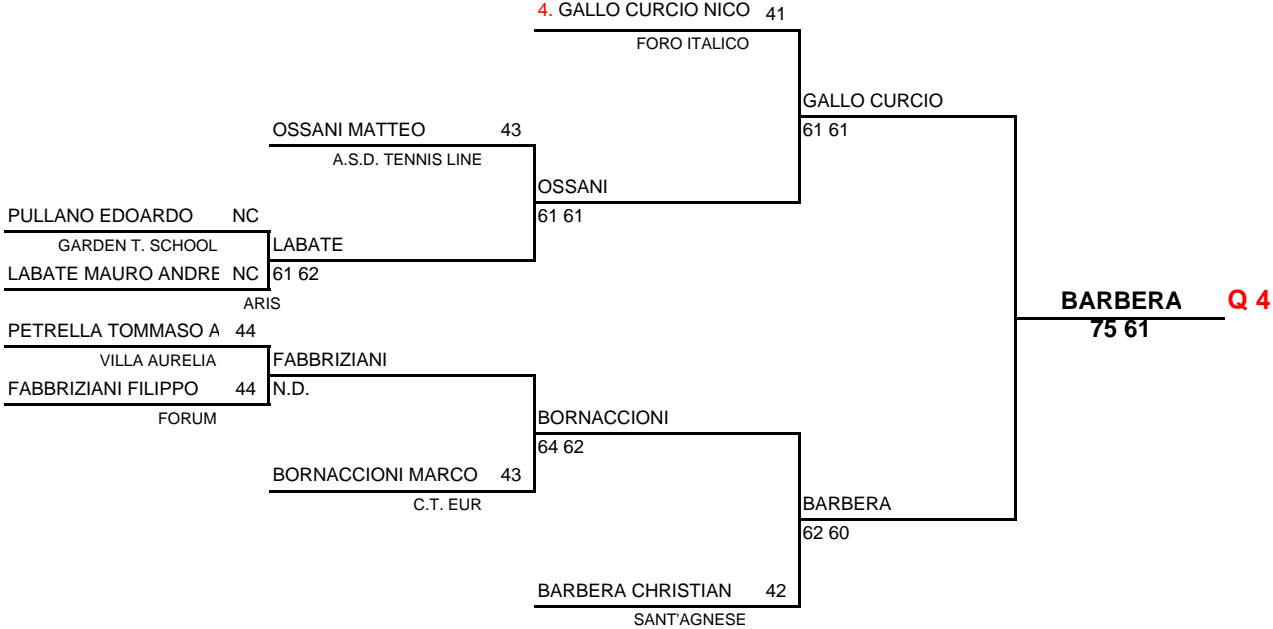 4. GALLO CURCIO NICO 41
FORO ITALICO
GALLO CURCIO
61 61
OSSANI MATTEO 43
A.S.D. TENNIS LINE
OSSANI
61 61
PULLANO EDOARDO NC
GARDEN T. SCHOOL
LABATE
LABATE MAURO ANDRE NC
61 62
ARIS
BARBERA Q 4
75 61
PETRELLA TOMMASO A 44
VILLA AURELIA
FABBRIZIANI
FABBRIZIANI FILIPPO 44
N.D.
FORUM
BORNACCIONI
64 62
BORNACCIONI MARCO 43
C.T. EUR
BARBERA
62 60
BARBERA CHRISTIAN 42
SANT'AGNESE